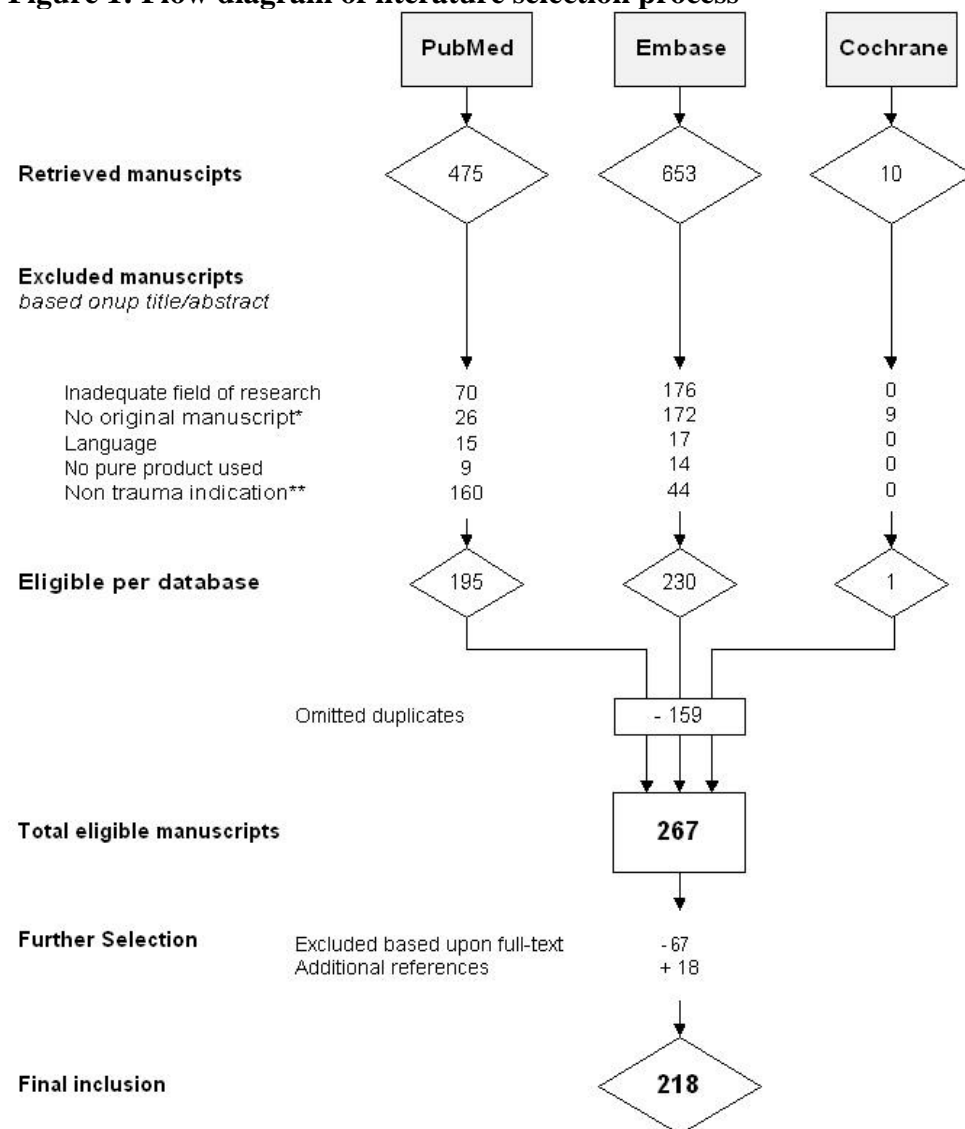 Figure 1: Flow diagram of literature selection process
PubMed Embase Cochrane
Retrieved manuscipts 475 653 10
Excluded manuscripts
based onup title/abstract
Inadequate field of research 70 176 0
No original manuscript* 26 172 9
Language 15 17 0
No pure product used 9 14 0
Non trauma indication** 160 44 0
Eligible per database 195 230 1
Omitted duplicates - 159
Total eligible manuscripts 267
Further Selection
Excluded based upon full-text -67
Additional references + 18
Final inclusion 218